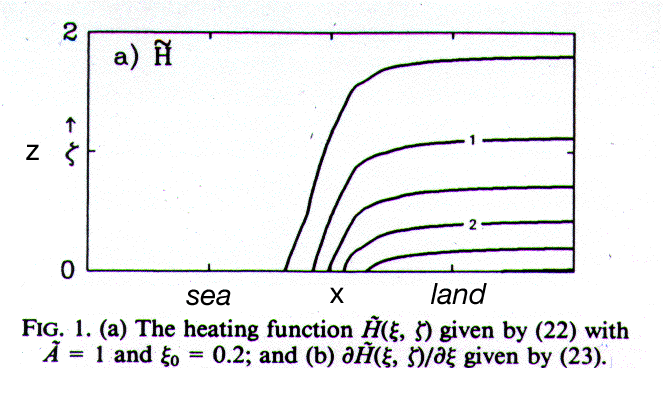 2
a) H̃
1
z ζ →
2
0
sea x land
FIG. 1. (a) The heating function H̃(ξ, ζ) given by (22) with
Ã = 1 and ξ₀ = 0.2; and (b) ∂H̃(ξ, ζ)/∂ξ given by (23).